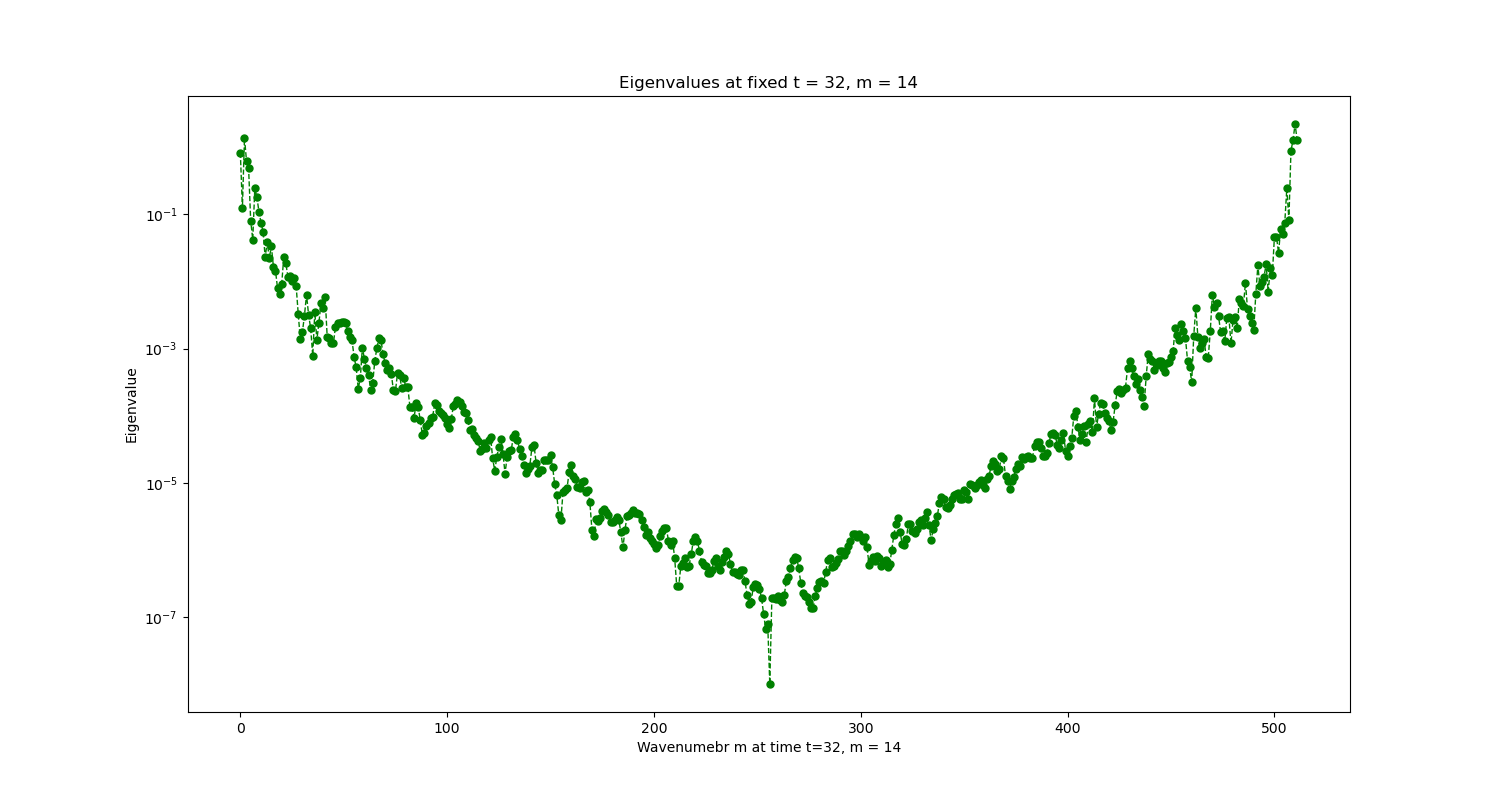 Eigenvalues at fixed t = 32, m = 14
Eigenvalue
10⁻¹
10⁻³
10⁻⁵
10⁻⁷
0 100 200 300 400 500
Wavenumebr m at time t=32, m = 14